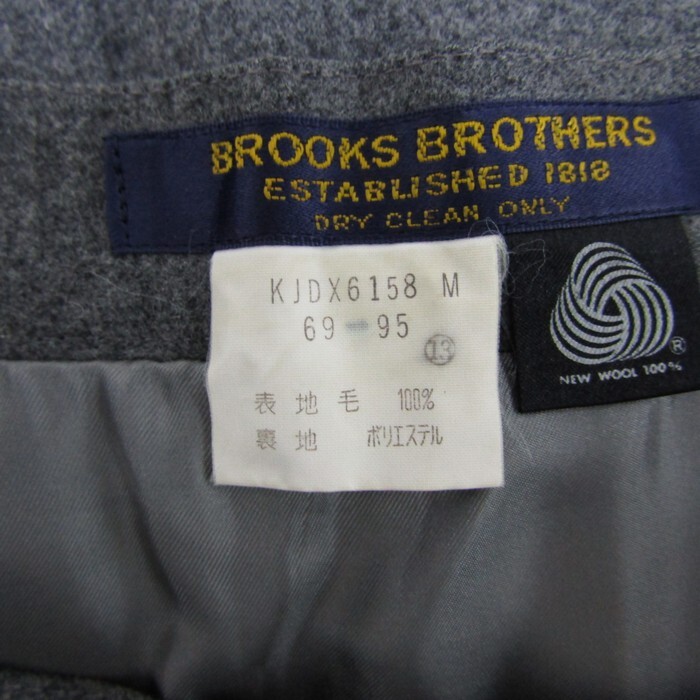 BROOKS BROTHERS
ESTABLISHED 1818
DRY CLEAN ONLY
KJDX6158 M
69-95
⑬
表地毛 100%
裏地 ポリエステル
®
NEW WOOL 100%